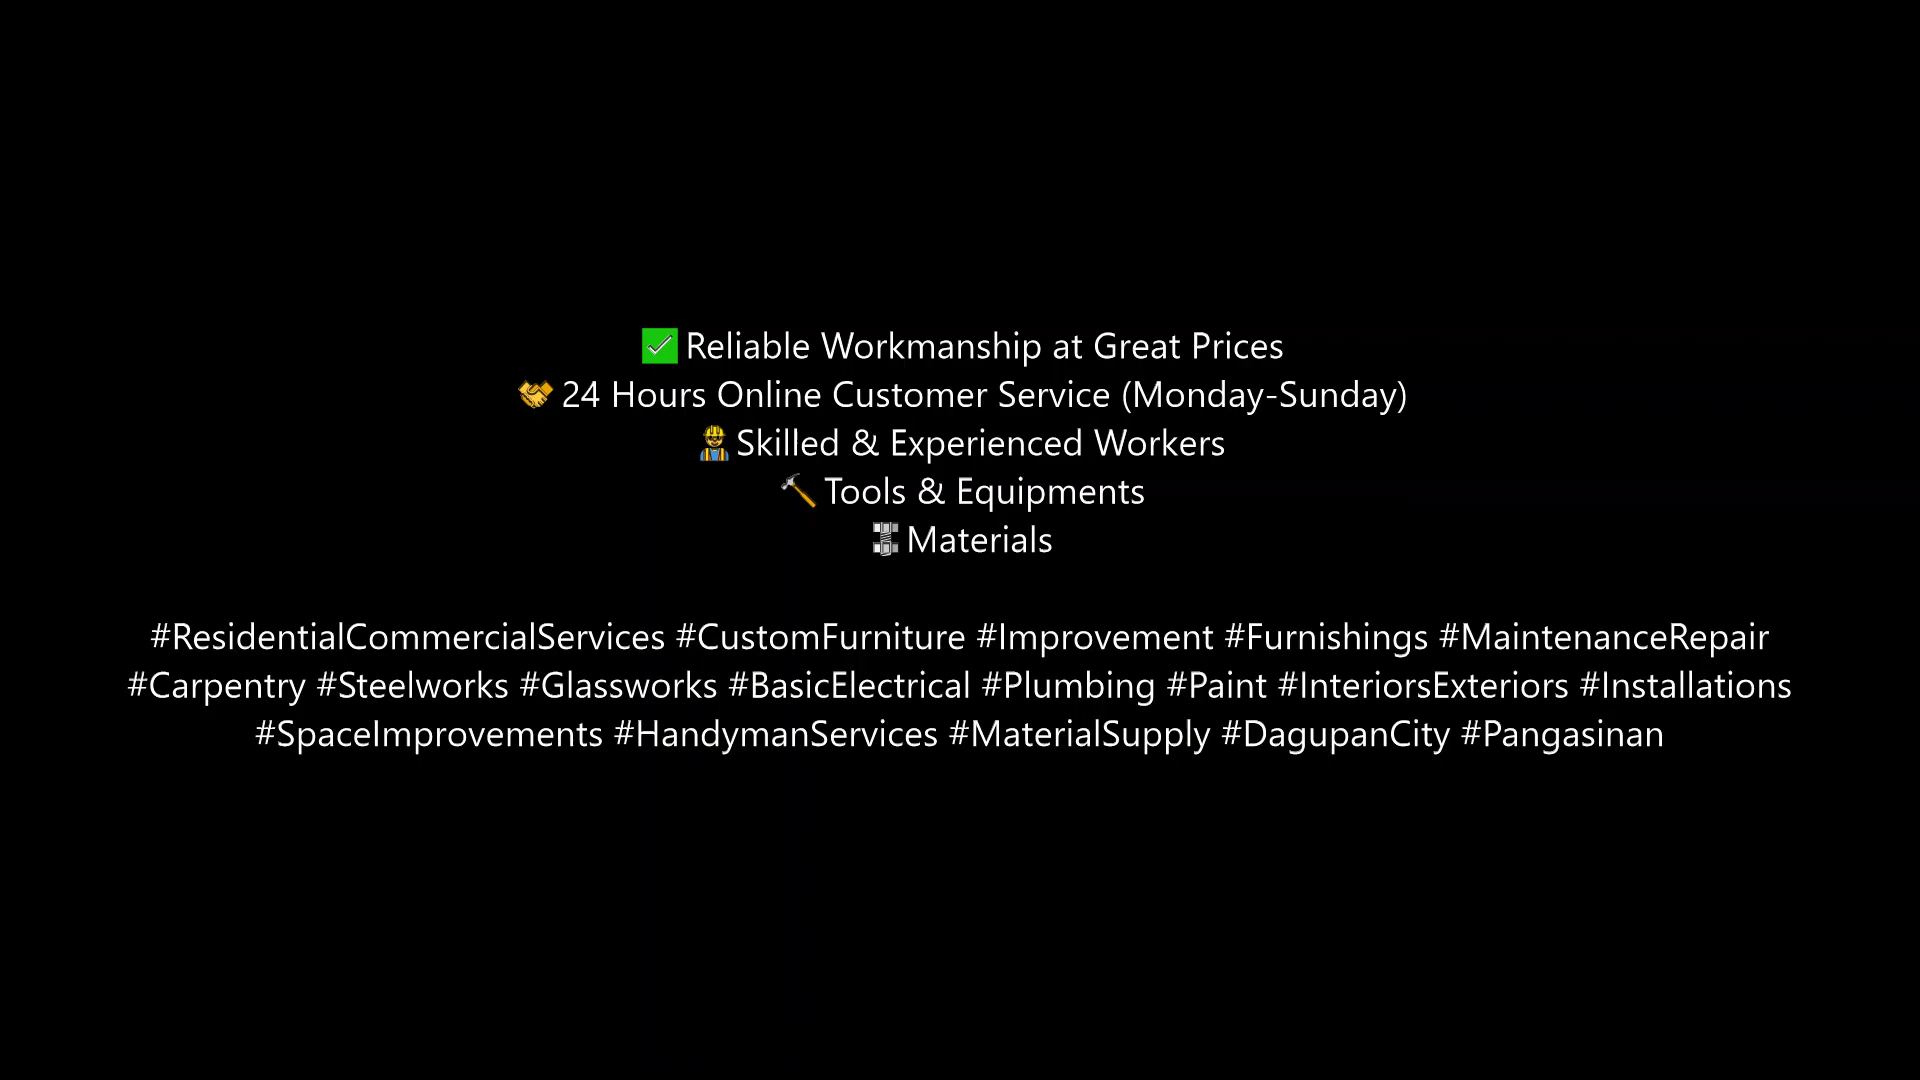 ✅ Reliable Workmanship at Great Prices
🤝 24 Hours Online Customer Service (Monday-Sunday)
👷 Skilled & Experienced Workers
🔨 Tools & Equipments
🔩 Materials
#ResidentialCommercialServices #CustomFurniture #Improvement #Furnishings #MaintenanceRepair
#Carpentry #Steelworks #Glassworks #BasicElectrical #Plumbing #Paint #InteriorsExteriors #Installations
#SpaceImprovements #HandymanServices #MaterialSupply #DagupanCity #Pangasinan